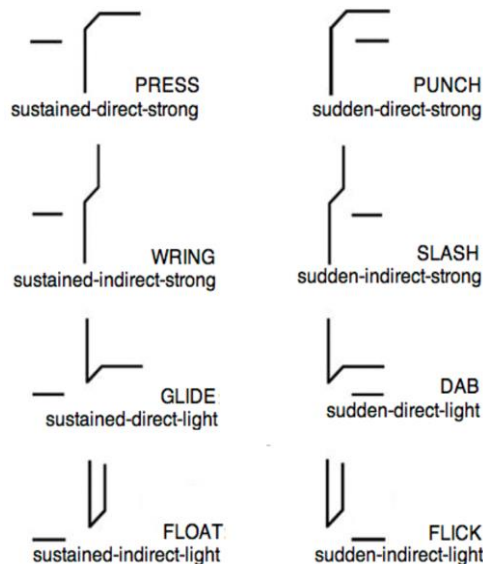 PRESS
sustained-direct-strong
PUNCH
sudden-direct-strong
WRING
sustained-indirect-strong
SLASH
sudden-indirect-strong
GLIDE
sustained-direct-light
DAB
sudden-direct-light
FLOAT
sustained-indirect-light
FLICK
sudden-indirect-light